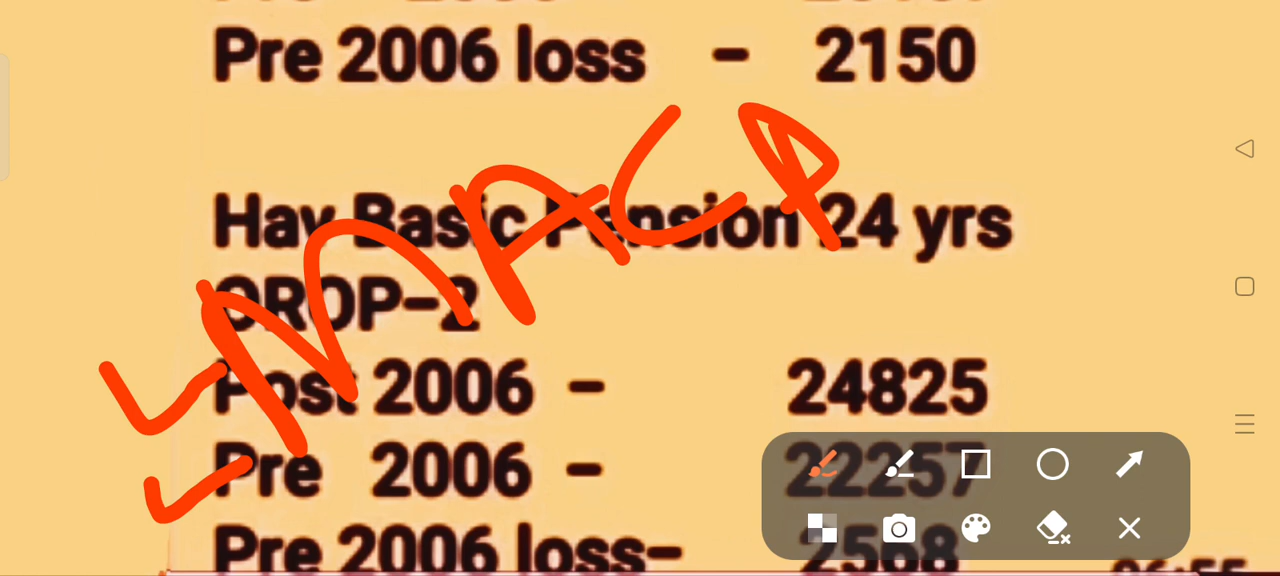 Pre 2006 loss - 2150
Hav Basic Pension 24 yrs
OROP-2
Post 2006 - 24825
Pre 2006 - 22257
Pre 2006 loss- 2568
MACP